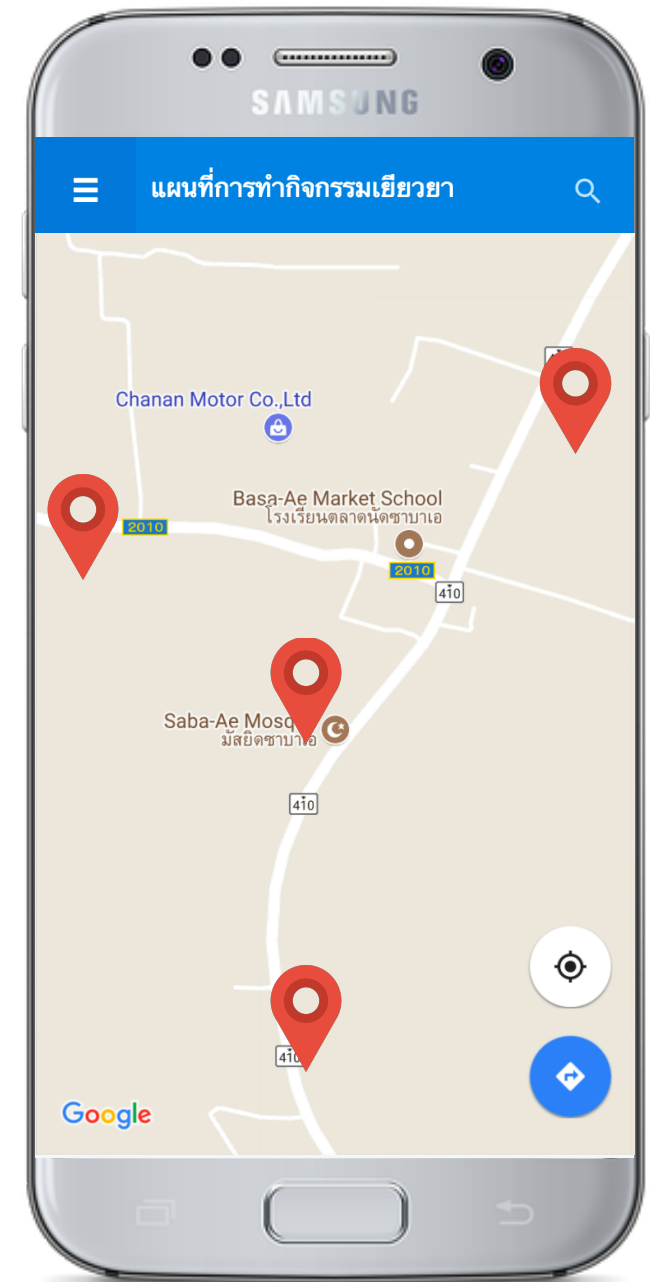 SAMSUNG
แผนที่การทำกิจกรรมเยียวยา
Chanan Motor Co.,Ltd
Basa-Ae Market School
โรงเรียนตลาดนัดซาบาเอ
2010
2010
410
Saba-Ae
410
Google